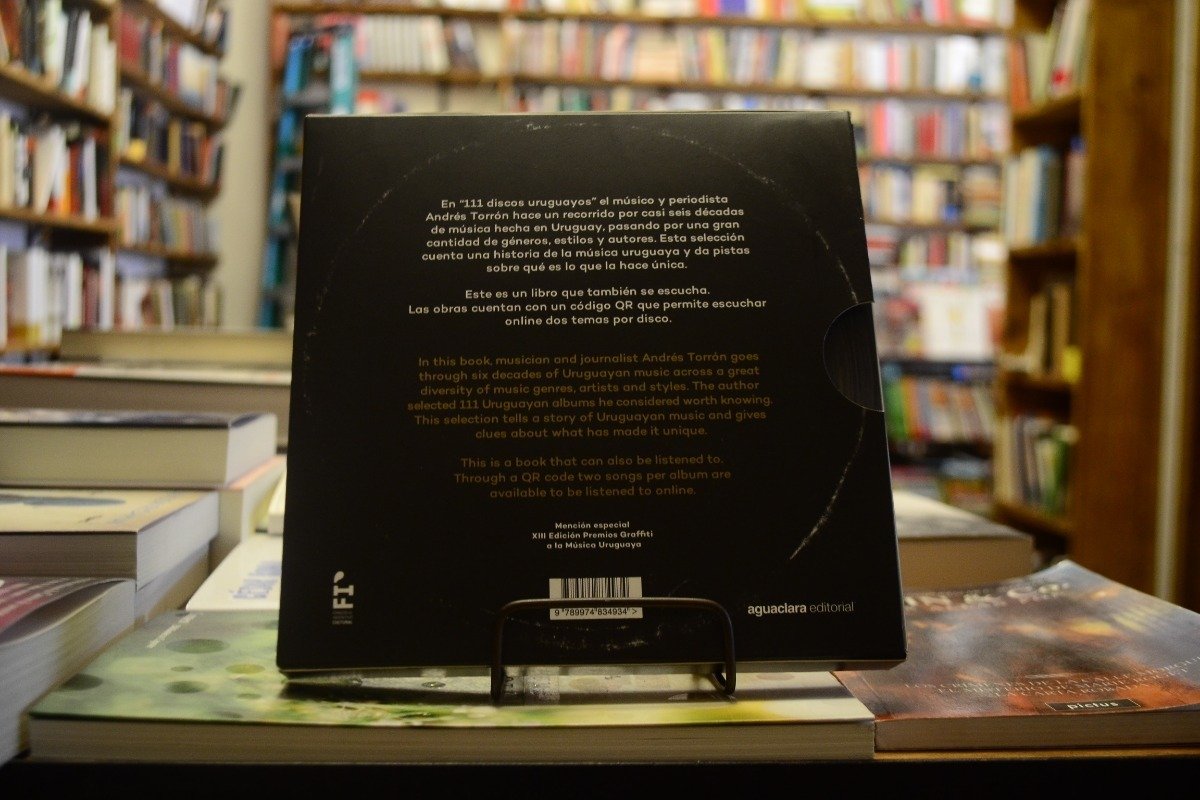 En "111 discos uruguayos" el músico y periodista
Andrés Torrón hace un recorrido por casi seis décadas
de música hecha en Uruguay, pasando por una gran
cantidad de géneros, estilos y autores. Esta selección
cuenta una historia de la música uruguaya y da pistas
sobre qué es lo que la hace única.
Este es un libro que también se escucha.
Las obras cuentan con un código QR que permite escuchar
online dos temas por disco.
In this book, musician and journalist Andrés Torrón goes
through six decades of Uruguayan music across a great
diversity of music genres, artists and styles. The author
selected 111 Uruguayan albums he considered worth knowing.
This selection tells a story of Uruguayan music and gives
clues about what has made it unique.
This is a book that can also be listened to.
Through a QR code two songs per album are
available to be listened to online.
Mención especial
XIII Edición Premios Graffiti
a la Música Uruguaya
9 789974 834934 >
FI
aguaclara editorial
pictus